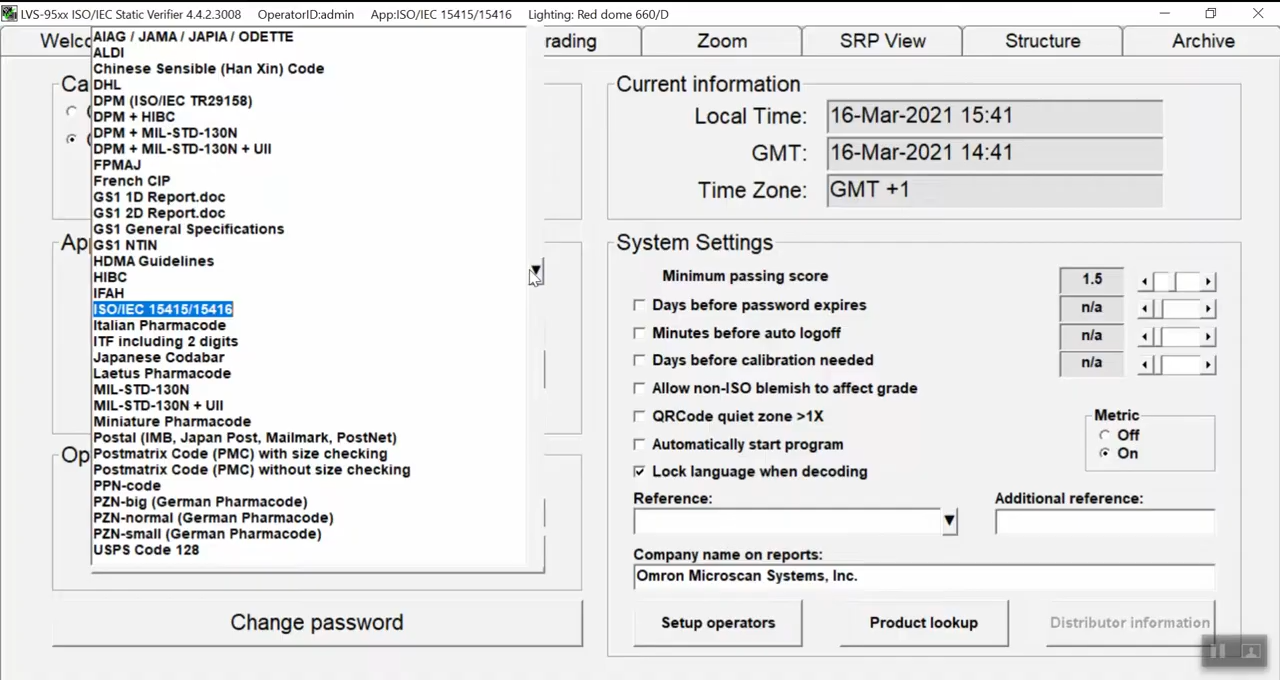 LVS-95xx ISO/IEC Static Verifier 4.4.2.3008 OperatorID:admin App:ISO/IEC 15415/15416 Lighting: Red dome 660/D
Welc
rading
Zoom
SRP View
Structure
Archive
Ca
App
Op
AIAG / JAMA / JAPIA / ODETTE
ALDI
Chinese Sensible (Han Xin) Code
DHL
DPM (ISO/IEC TR29158)
DPM + HIBC
DPM + MIL-STD-130N
DPM + MIL-STD-130N + UII
FPMAJ
French CIP
GS1 1D Report.doc
GS1 2D Report.doc
GS1 General Specifications
GS1 NTIN
HDMA Guidelines
HIBC
IFAH
ISO/IEC 15415/15416
Italian Pharmacode
ITF including 2 digits
Japanese Codabar
Laetus Pharmacode
MIL-STD-130N
MIL-STD-130N + UII
Miniature Pharmacode
Postal (IMB, Japan Post, Mailmark, PostNet)
Postmatrix Code (PMC) with size checking
Postmatrix Code (PMC) without size checking
PPN-code
PZN-big (German Pharmacode)
PZN-normal (German Pharmacode)
PZN-small (German Pharmacode)
USPS Code 128
Change password
Current information
Local Time: 16-Mar-2021 15:41
GMT: 16-Mar-2021 14:41
Time Zone: GMT +1
System Settings
Minimum passing score 1.5
Days before password expires n/a
Minutes before auto logoff n/a
Days before calibration needed n/a
Allow non-ISO blemish to affect grade
QRCode quiet zone >1X
Automatically start program
Lock language when decoding
Metric
Off
On
Reference:
Additional reference:
Company name on reports:
Omron Microscan Systems, Inc.
Setup operators
Product lookup
Distributor information